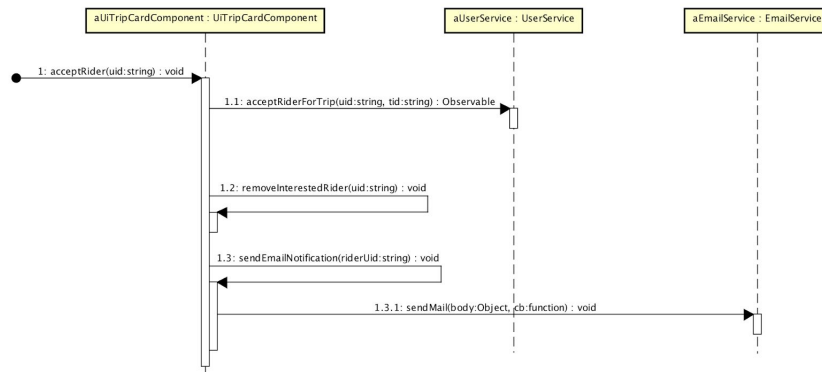 aUiTripCardComponent : UiTripCardComponent
aUserService : UserService
aEmailService : EmailService
1: acceptRider(uid:string) : void
1.1: acceptRiderForTrip(uid:string, tid:string) : Observable
1.2: removeInterestedRider(uid:string) : void
1.3: sendEmailNotification(riderUid:string) : void
1.3.1: sendMail(body:Object, cb:function) : void